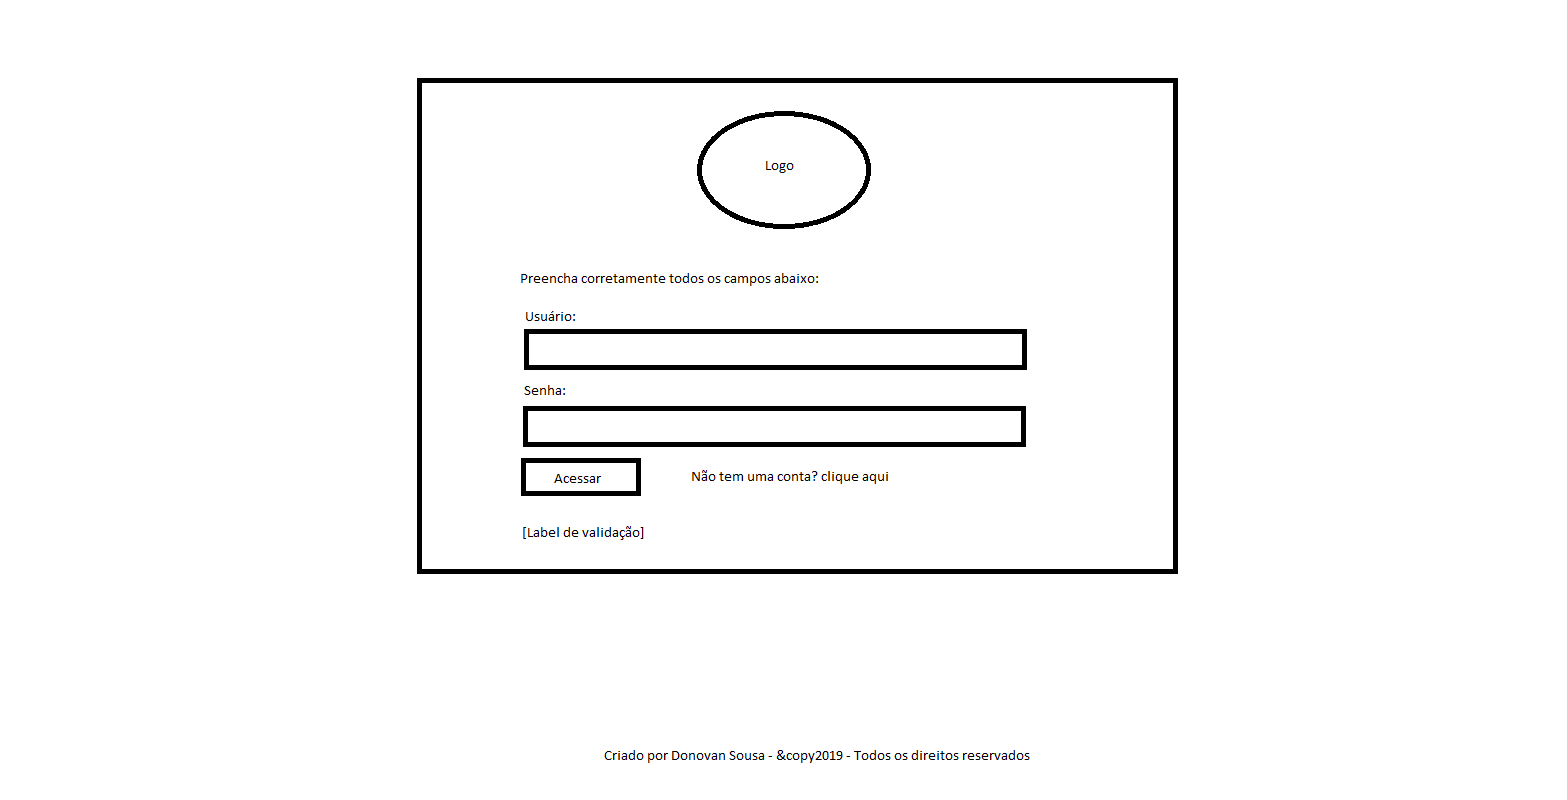 Logo
Preencha corretamente todos os campos abaixo:
Usuário:
Senha:
Acessar Não tem uma conta? clique aqui
[Label de validação]
Criado por Donovan Sousa - &copy2019 - Todos os direitos reservados